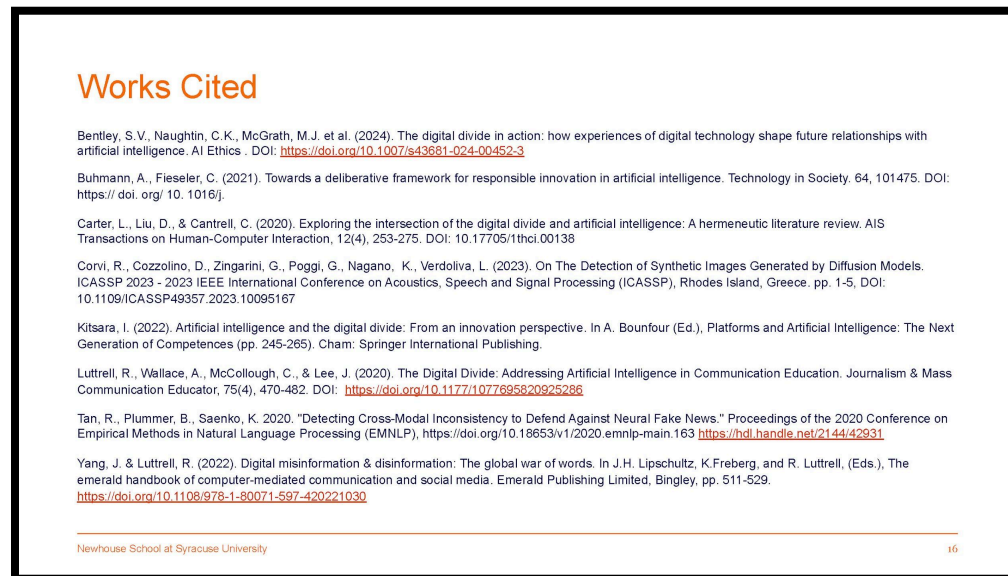 Works Cited
Bentley, S.V., Naughtin, C.K., McGrath, M.J. et al. (2024). The digital divide in action: how experiences of digital technology shape future relationships with
artificial intelligence. AI Ethics . DOI: https://doi.org/10.1007/s43681-024-00452-3
Buhmann, A., Fieseler, C. (2021). Towards a deliberative framework for responsible innovation in artificial intelligence. Technology in Society. 64, 101475. DOI:
https:// doi. org/ 10. 1016/j.
Carter, L., Liu, D., & Cantrell, C. (2020). Exploring the intersection of the digital divide and artificial intelligence: A hermeneutic literature review. AIS
Transactions on Human-Computer Interaction, 12(4), 253-275. DOI: 10.17705/1thci.00138
Corvi, R., Cozzolino, D., Zingarini, G., Poggi, G., Nagano, K., Verdoliva, L. (2023). On The Detection of Synthetic Images Generated by Diffusion Models.
ICASSP 2023 - 2023 IEEE International Conference on Acoustics, Speech and Signal Processing (ICASSP), Rhodes Island, Greece. pp. 1-5, DOI:
10.1109/ICASSP49357.2023.10095167
Kitsara, I. (2022). Artificial intelligence and the digital divide: From an innovation perspective. In A. Bounfour (Ed.), Platforms and Artificial Intelligence: The Next
Generation of Competences (pp. 245-265). Cham: Springer International Publishing.
Luttrell, R., Wallace, A., McCollough, C., & Lee, J. (2020). The Digital Divide: Addressing Artificial Intelligence in Communication Education. Journalism & Mass
Communication Educator, 75(4), 470-482. DOI: https://doi.org/10.1177/1077695820925286
Tan, R., Plummer, B., Saenko, K. 2020. "Detecting Cross-Modal Inconsistency to Defend Against Neural Fake News." Proceedings of the 2020 Conference on
Empirical Methods in Natural Language Processing (EMNLP), https://doi.org/10.18653/v1/2020.emnlp-main.163 https://hdl.handle.net/2144/42931
Yang, J. & Luttrell, R. (2022). Digital misinformation & disinformation: The global war of words. In J.H. Lipschultz, K.Freberg, and R. Luttrell, (Eds.), The
emerald handbook of computer-mediated communication and social media. Emerald Publishing Limited, Bingley, pp. 511-529.
https://doi.org/10.1108/978-1-80071-597-420221030
Newhouse School at Syracuse University
16